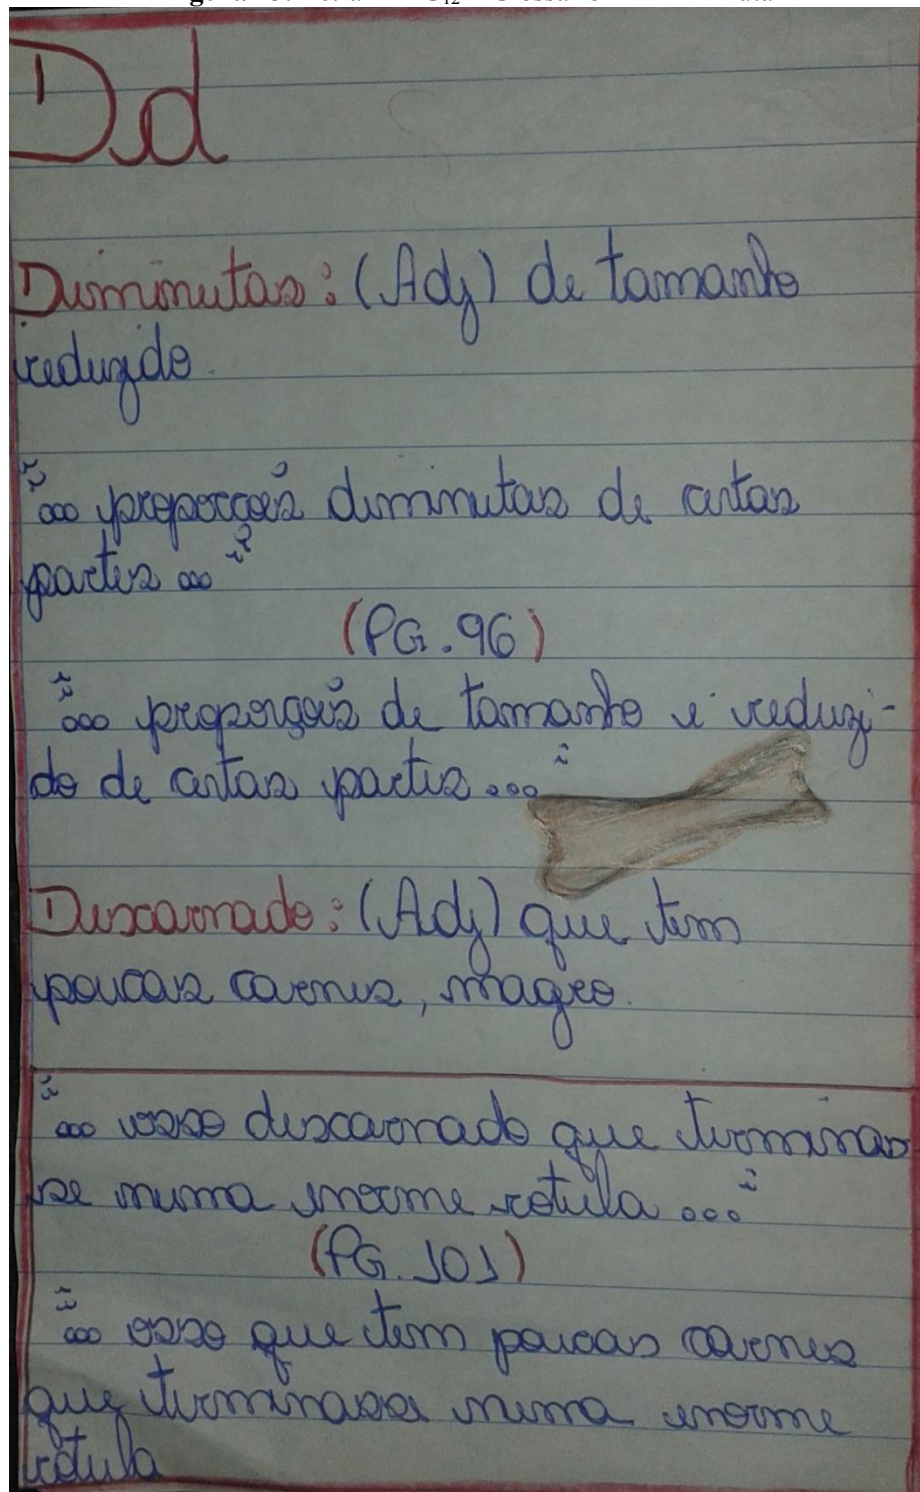 Dd
Diminutas: (Adj) de tamanho
reduzido.
"... proporções diminutas de certas
partes ..."
(PG. 96)
"... proporções de tamanho e reduzi-
do de certas partes ..."
Descarnado: (Adj) que tem
poucas carnes, magro.
"... osso descarnado que terminas
se numa enorme rótula ..."
(PG. 101)
"... osso que tem poucas carnes
que terminasse numa enorme
rótula